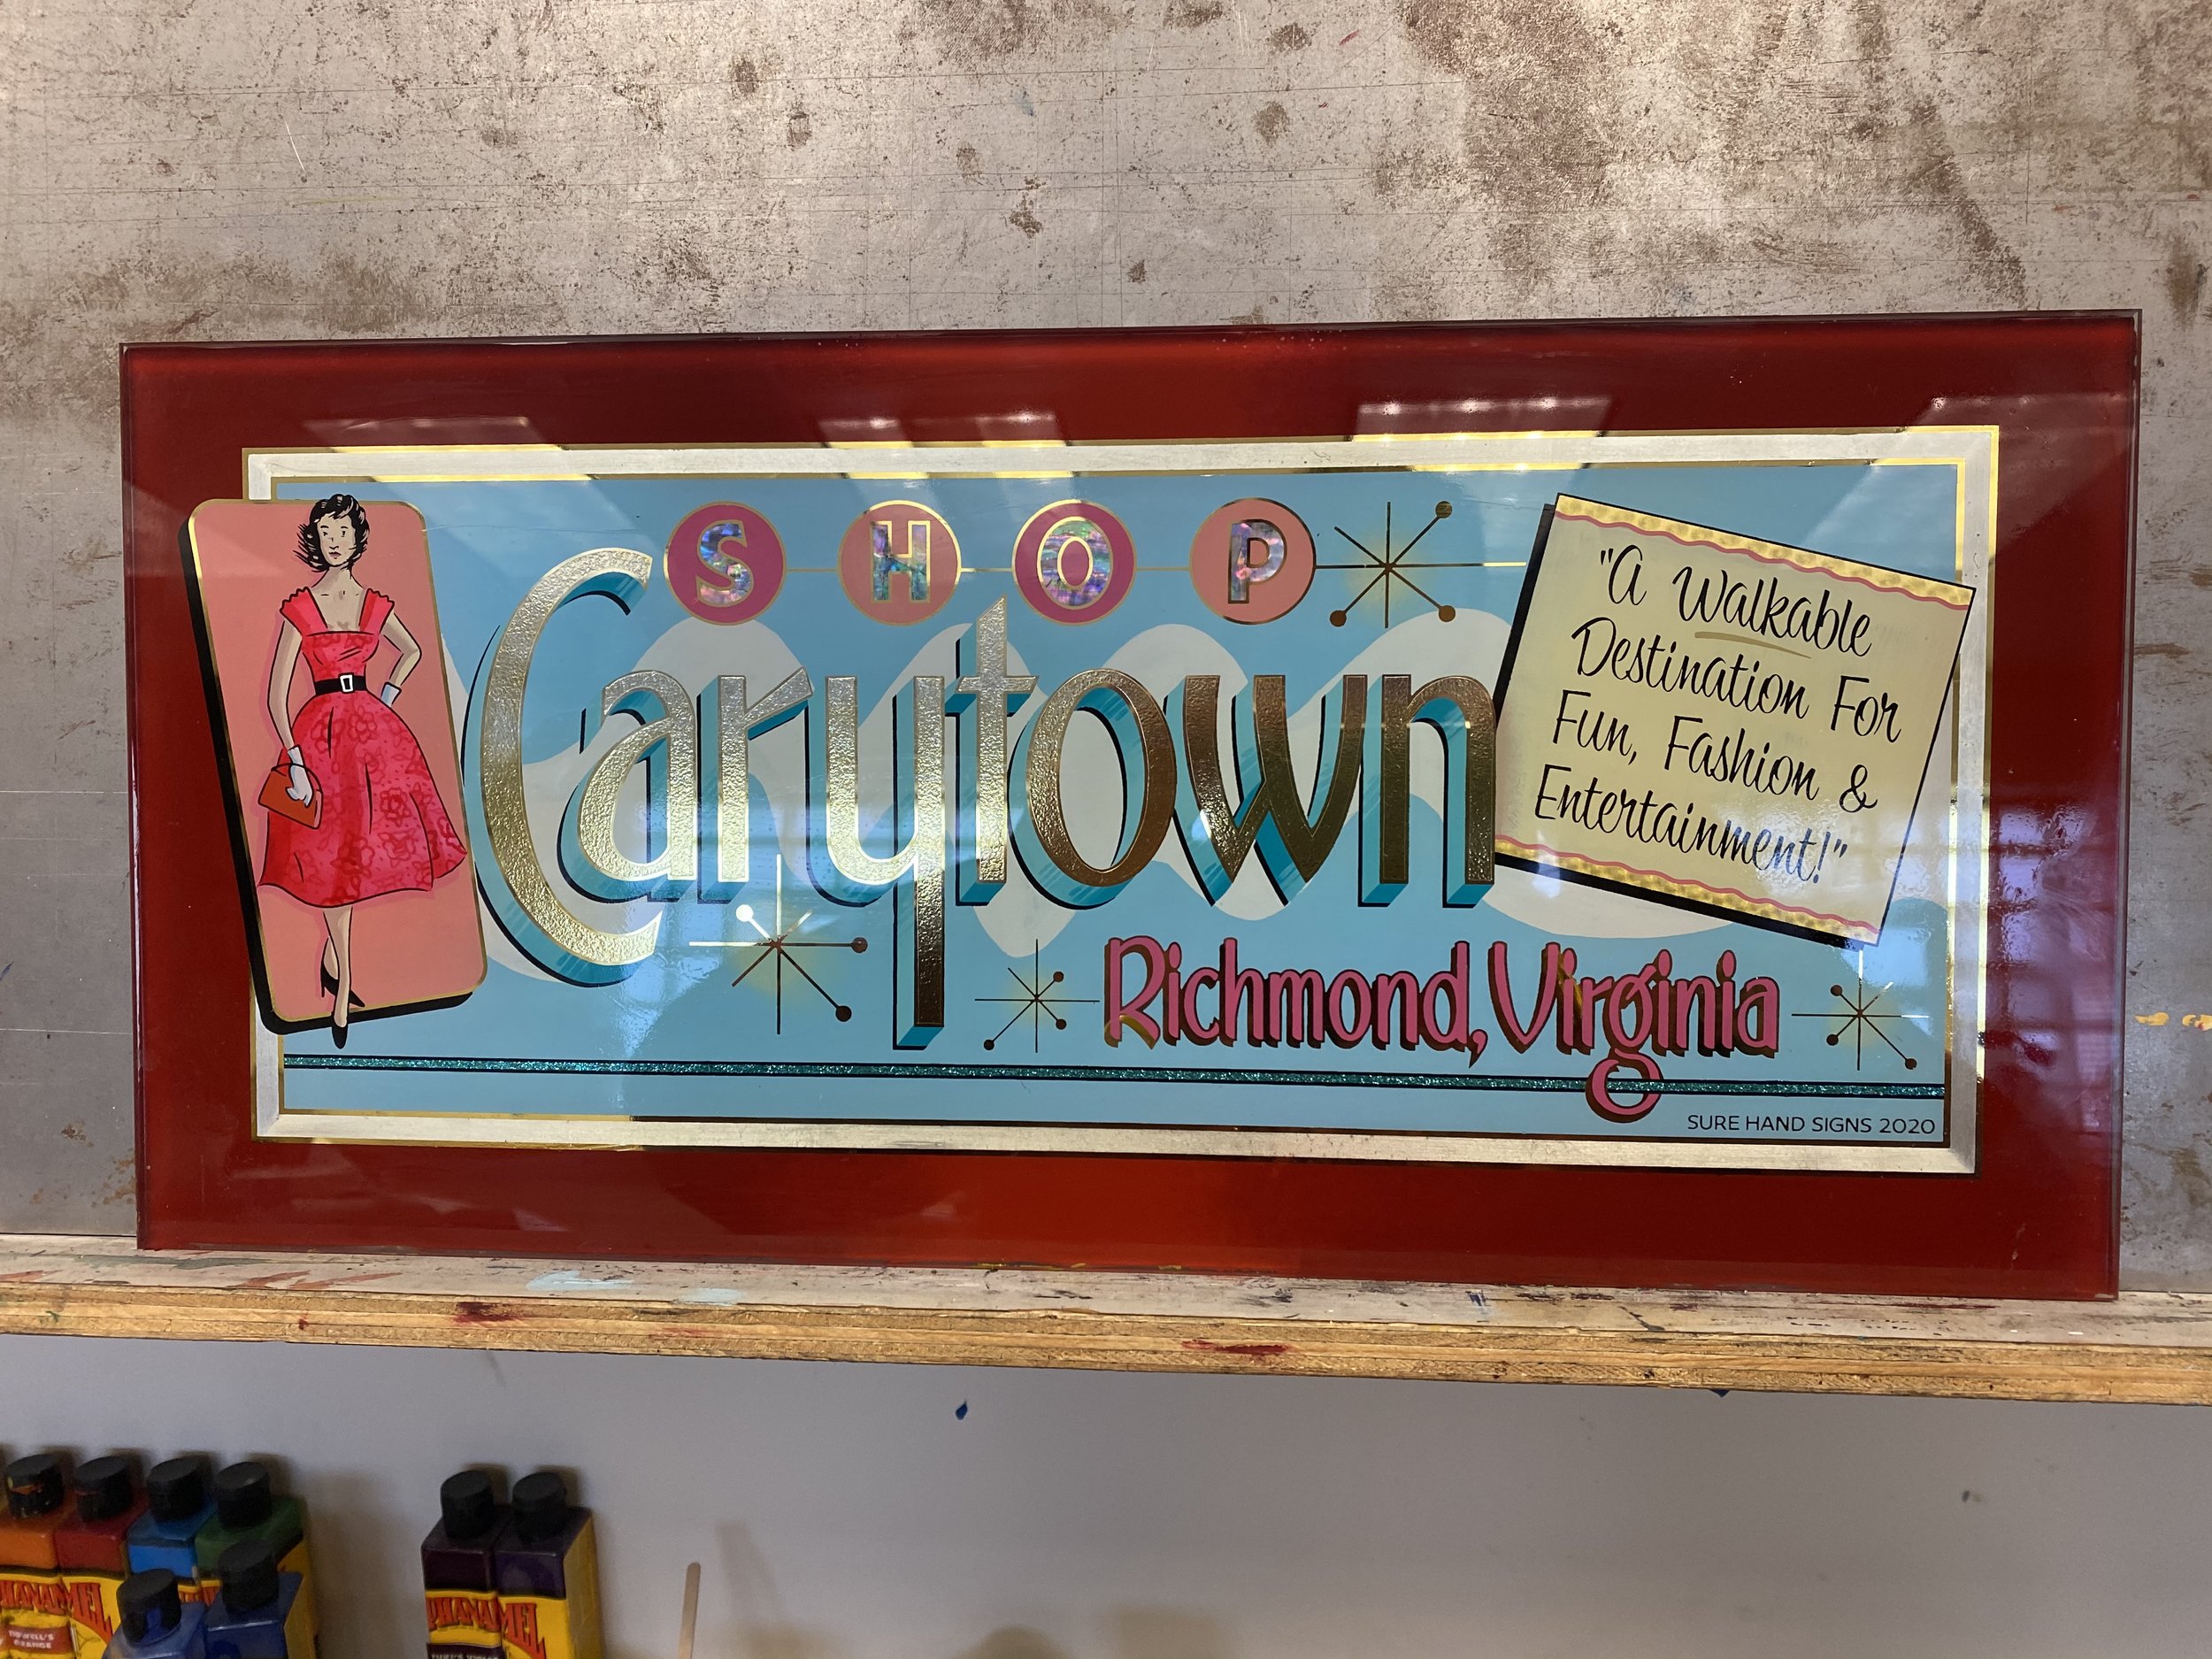 SHOP
Carytown
"A Walkable
Destination For
Fun, Fashion &
Entertainment!"
Richmond, Virginia
SURE HAND SIGNS 2020